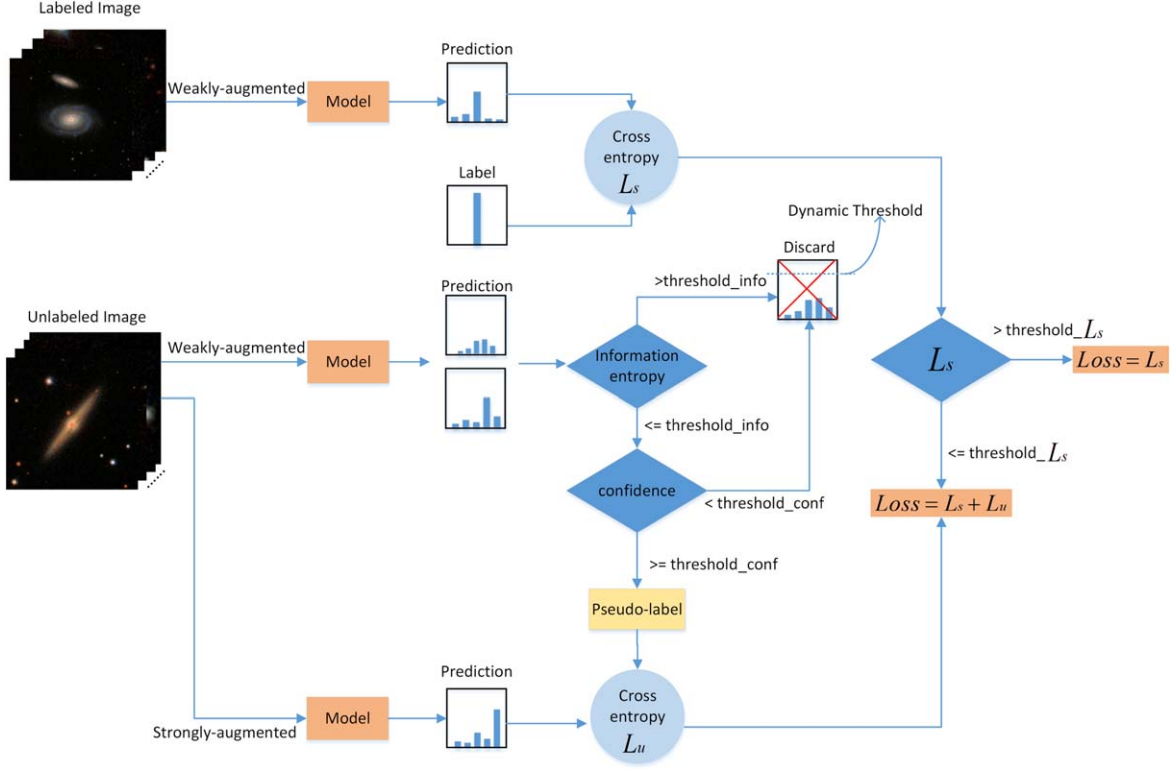 Labeled Image
Weakly-augmented
Model
Prediction
Label
Cross
entropy
Ls
Dynamic Threshold
Discard
>threshold_info
Unlabeled Image
Weakly-augmented
Model
Prediction
Information
entropy
<= threshold_info
confidence
< threshold_conf
>= threshold_conf
Pseudo-label
Ls
> threshold_Ls
Loss = Ls
<= threshold_Ls
Loss = Ls + Lu
Strongly-augmented
Model
Prediction
Cross
entropy
Lu